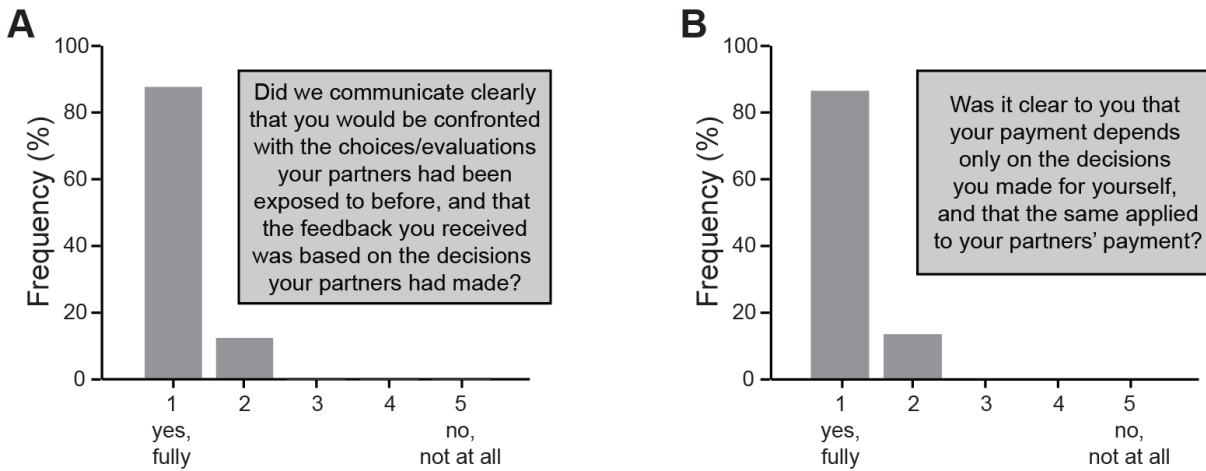 A
Frequency (%)
100
80
60
40
20
0
Did we communicate clearly
that you would be confronted
with the choices/evaluations
your partners had been
exposed to before, and that
the feedback you received
was based on the decisions
your partners had made?
1
2
3
4
5
yes,
fully
no,
not at all
B
Frequency (%)
100
80
60
40
20
0
Was it clear to you that
your payment depends
only on the decisions
you made for yourself,
and that the same applied
to your partners’ payment?
1
2
3
4
5
yes,
fully
no,
not at all